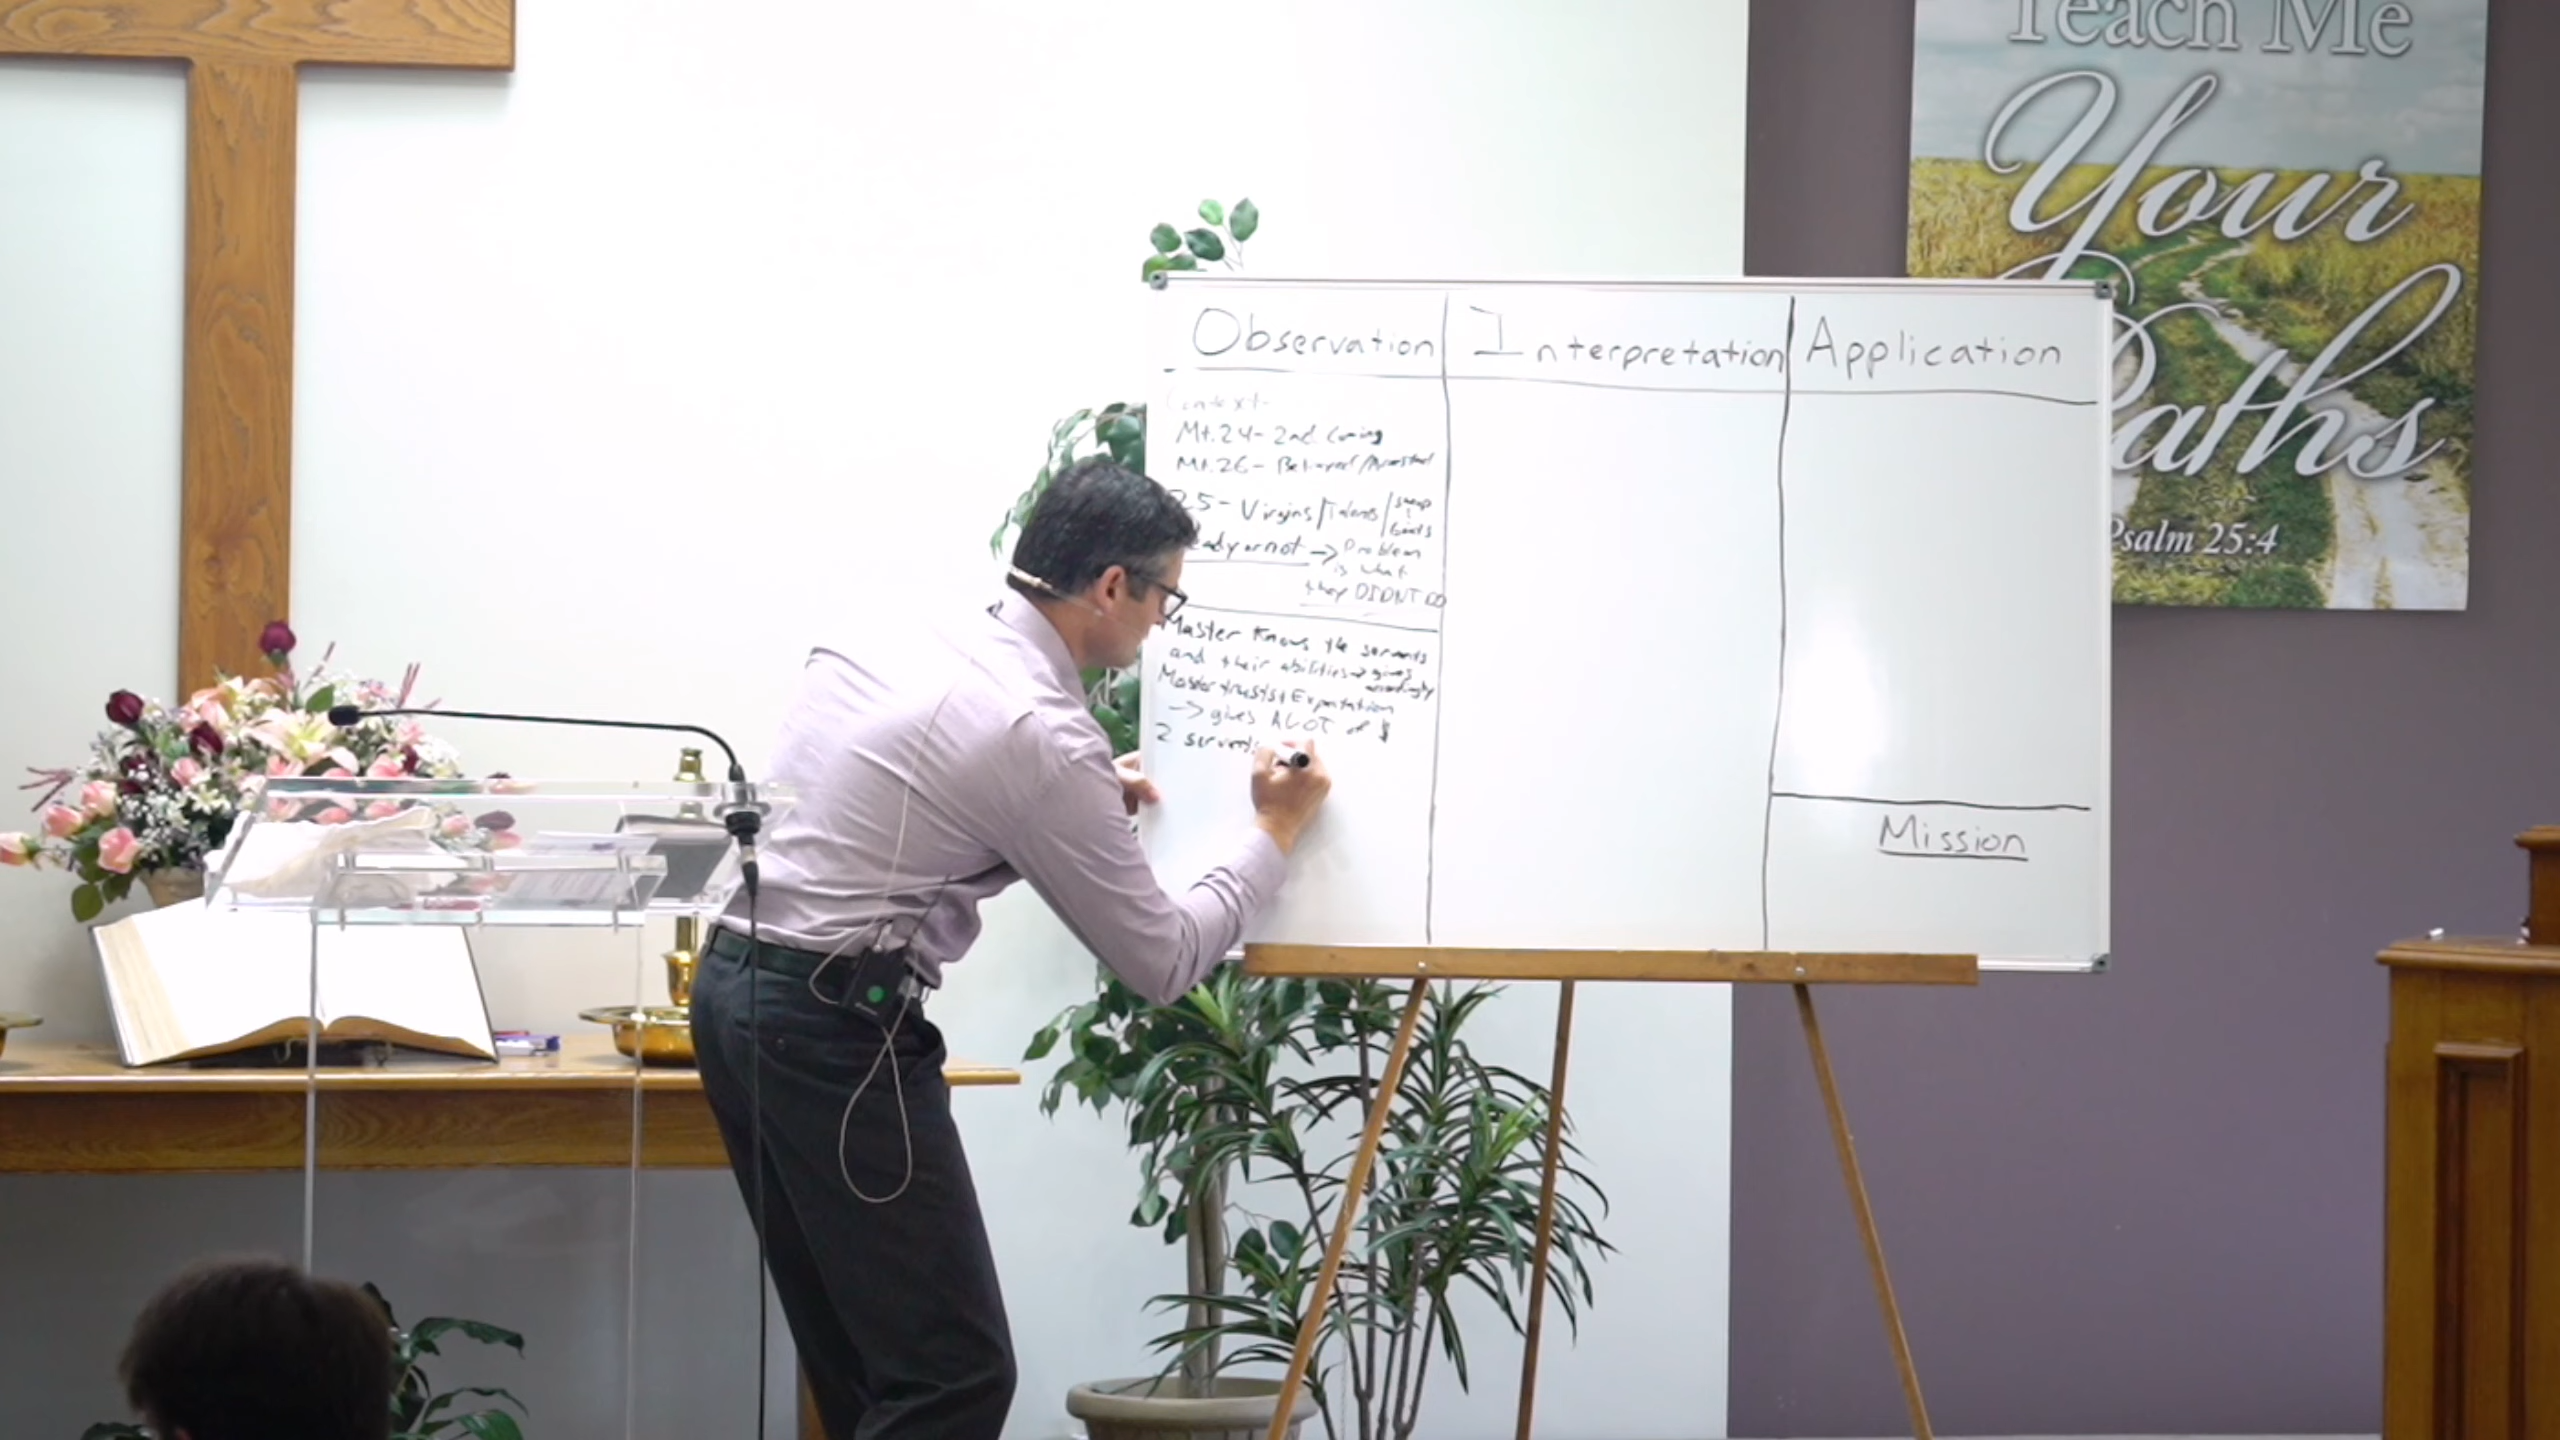 Teach Me
Your
Paths
Psalm 25:4
Observation
Interpretation
Application
Context-
Mt. 24- 2nd Coming
Mt. 26- Betrayed/Arrested
25- Virgins/Talents/sheep
goats
ady or not -> Problem
is what
they DIDNT DO
Master knows the servants
and their abilities -> gives
accordingly
Master trusts + Expectation
-> gives A LOT of $
2 servants
Mission